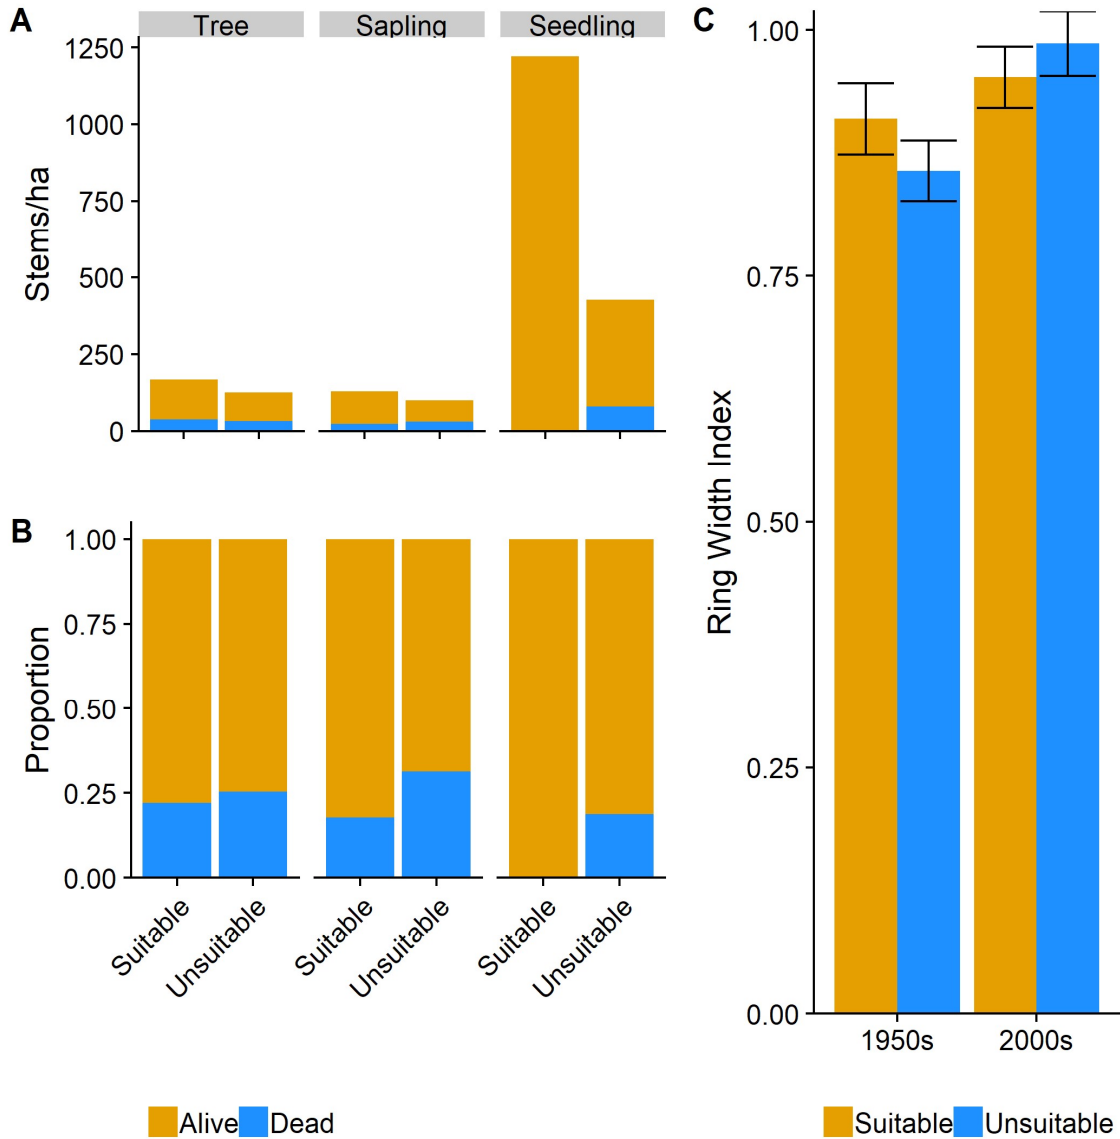 A
Tree Sapling Seedling
1250
1000
750
500
250
0
Stems/ha
B
1.00
0.75
0.50
0.25
0.00
Proportion
Suitable Unsuitable Suitable Unsuitable Suitable Unsuitable
Alive Dead
C
1.00
0.75
0.50
0.25
0.00
Ring Width Index
1950s 2000s
Suitable Unsuitable